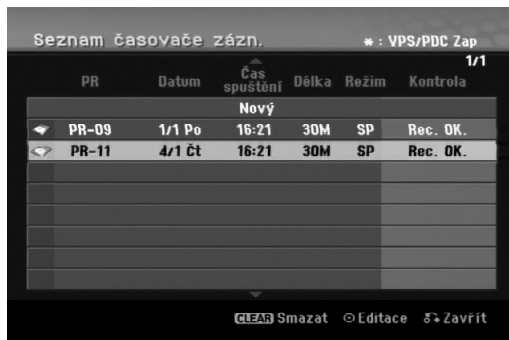 Seznam časovače zázn.
* : VPS/PDC Zap
1/1
PR Datum Čas spuštění Délka Režim Kontrola
Nový
PR-09 1/1 Po 16:21 30M SP Rec. OK.
PR-11 4/1 Čt 16:21 30M SP Rec. OK.
CLEAR Smazat Editace Zavřít